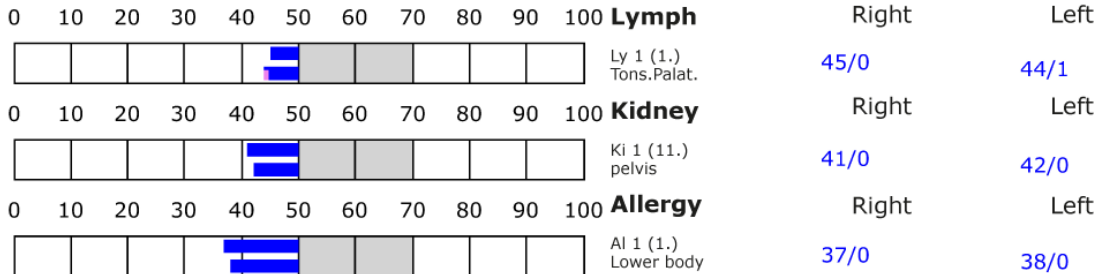 0 10 20 30 40 50 60 70 80 90 100 Lymph Right Left
Ly 1 (1.) 45/0 44/1
Tons.Palat.
0 10 20 30 40 50 60 70 80 90 100 Kidney Right Left
Ki 1 (11.) 41/0 42/0
pelvis
0 10 20 30 40 50 60 70 80 90 100 Allergy Right Left
Al 1 (1.) 37/0 38/0
Lower body